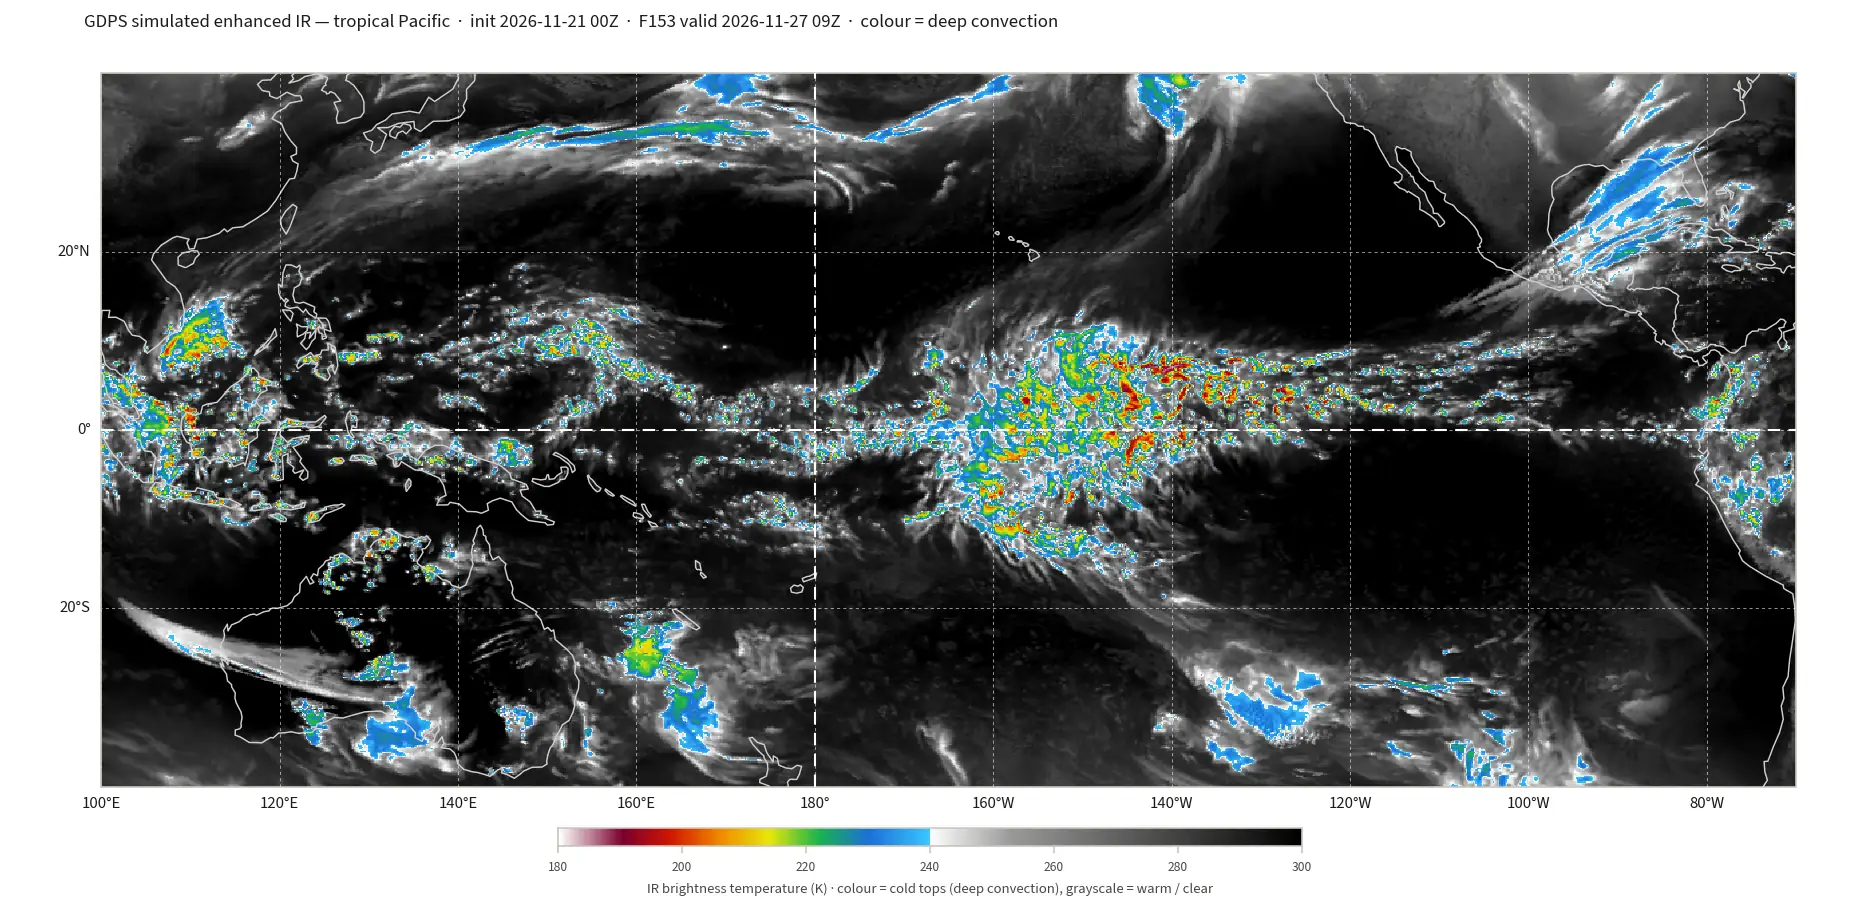 GDPS simulated enhanced IR — tropical Pacific · init 2026-11-21 00Z · F153 valid 2026-11-27 09Z · colour = deep convection
20°N
0°
20°S
100°E 120°E 140°E 160°E 180° 160°W 140°W 120°W 100°W 80°W
180 200 220 240 260 280 300
IR brightness temperature (K) · colour = cold tops (deep convection), grayscale = warm / clear